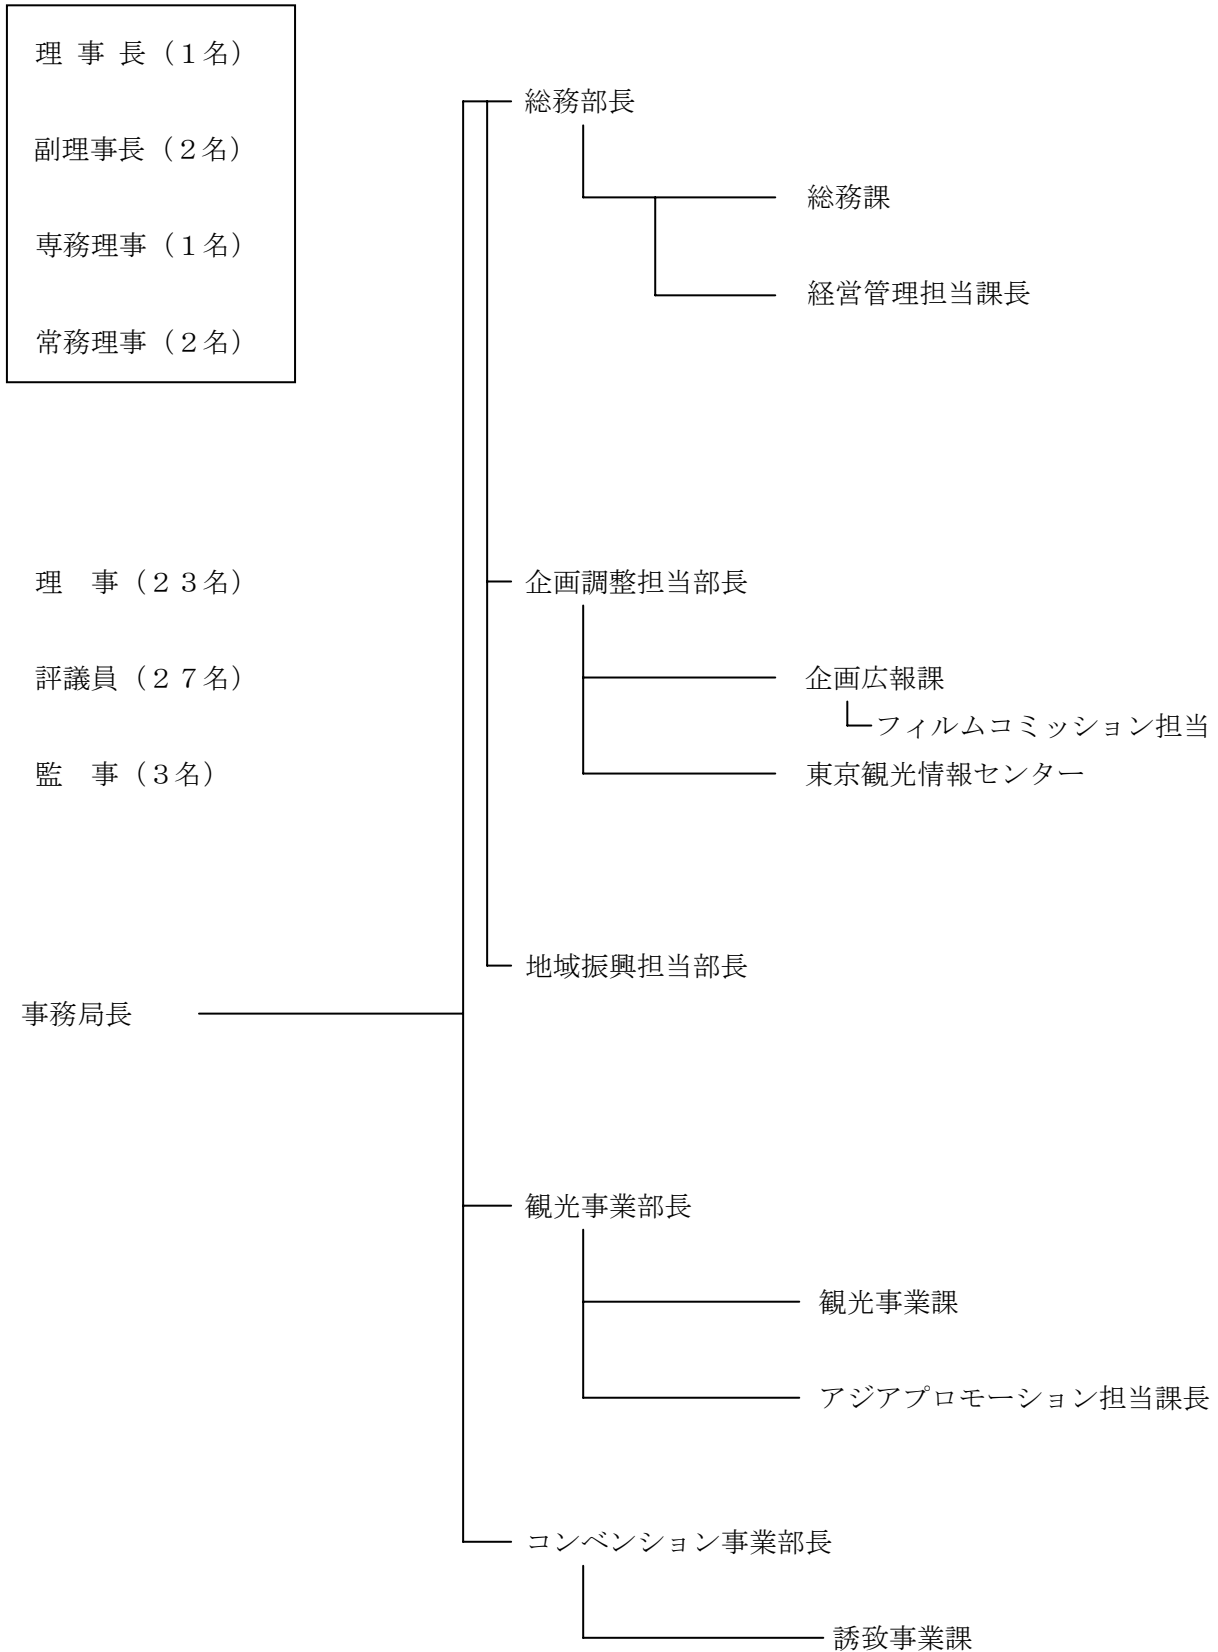 理 事 長（１名）
副理事長（２名）
専務理事（１名）
常務理事（２名）
理　事（２３名）
評議員（２７名）
監　事（３名）
事務局長
総務部長
総務課
経営管理担当課長
企画調整担当部長
企画広報課
フィルムコミッション担当
東京観光情報センター
地域振興担当部長
観光事業部長
観光事業課
アジアプロモーション担当課長
コンベンション事業部長
誘致事業課